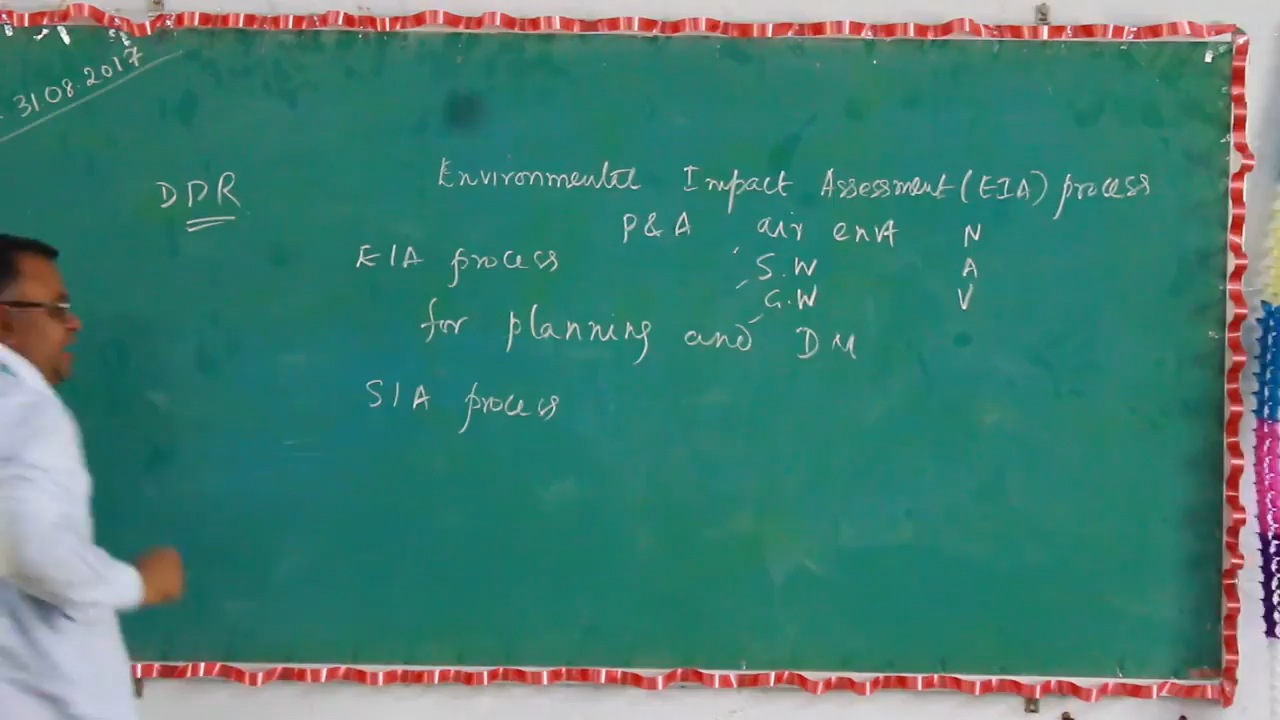 31.08.2017
DPR
Environmental Impact Assessment (EIA) process
P&A air envt N
EIA process
S.W A
G.W V
for planning and DM
SIA process